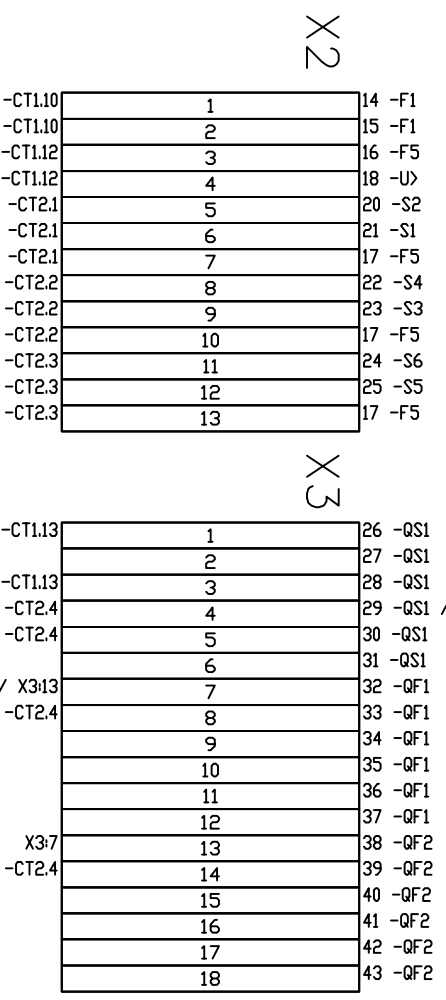 X2
-CT1.10 1 14 -F1
-CT1.10 2 15 -F1
-CT1.12 3 16 -F5
-CT1.12 4 18 -U>
-CT2.1 5 20 -S2
-CT2.1 6 21 -S1
-CT2.1 7 17 -F5
-CT2.2 8 22 -S4
-CT2.2 9 23 -S3
-CT2.2 10 17 -F5
-CT2.3 11 24 -S6
-CT2.3 12 25 -S5
-CT2.3 13 17 -F5
X3
-CT1.13 1 26 -QS1
2 27 -QS1
-CT1.13 3 28 -QS1
-CT2.4 4 29 -QS1 /
-CT2.4 5 30 -QS1
6 31 -QS1
/ X3:13 7 32 -QF1
-CT2.4 8 33 -QF1
9 34 -QF1
10 35 -QF1
11 36 -QF1
12 37 -QF1
X3:7 13 38 -QF2
-CT2.4 14 39 -QF2
15 40 -QF2
16 41 -QF2
17 42 -QF2
18 43 -QF2